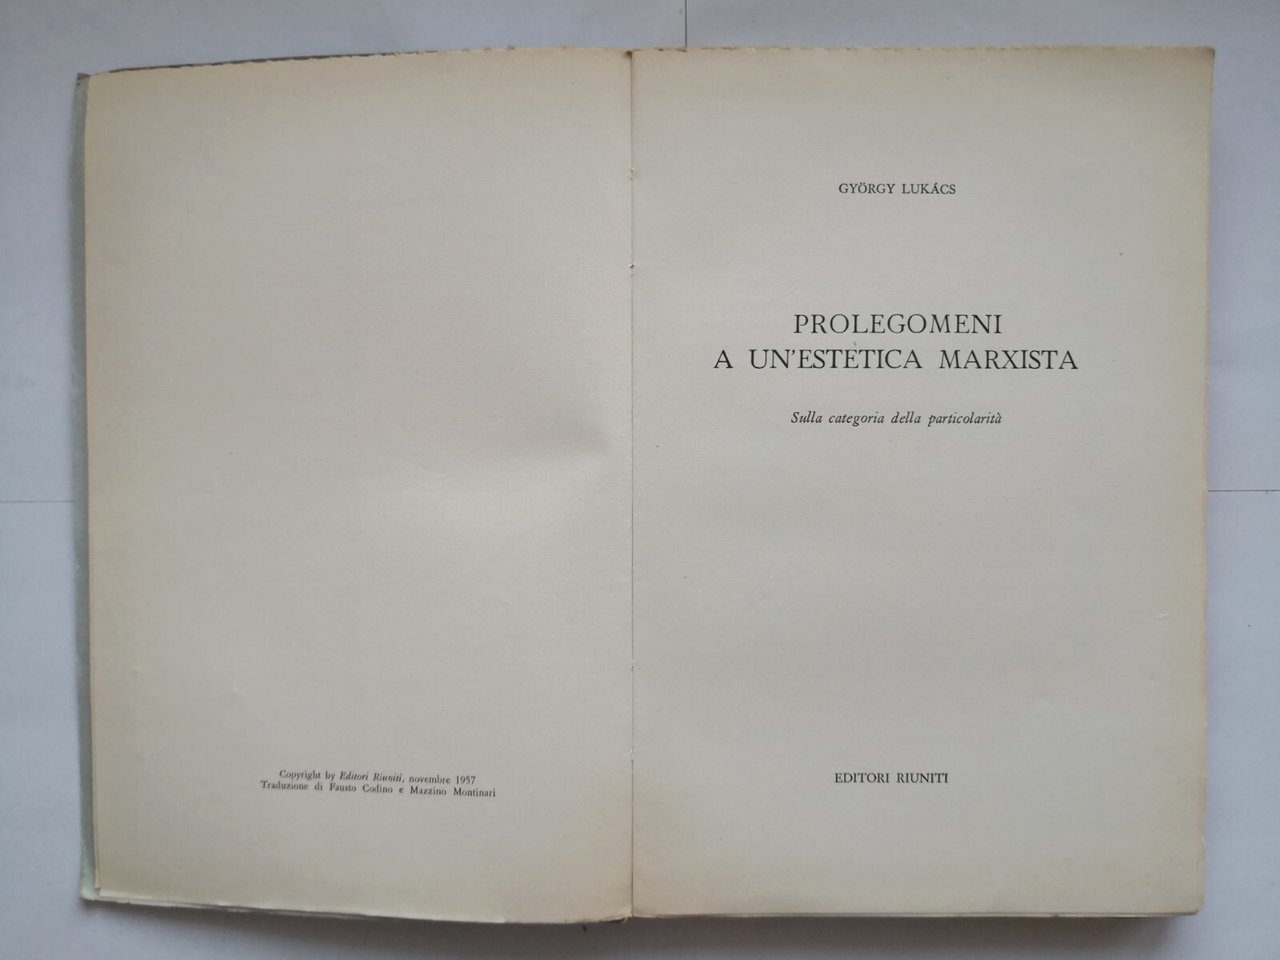 Copyright by Editori Riuniti, novembre 1957
Traduzione di Fausto Codino e Mazzino Montinari
GYÖRGY LUKÁCS
PROLEGOMENI
A UN'ESTETICA MARXISTA
Sulla categoria della particolarità
EDITORI RIUNITI